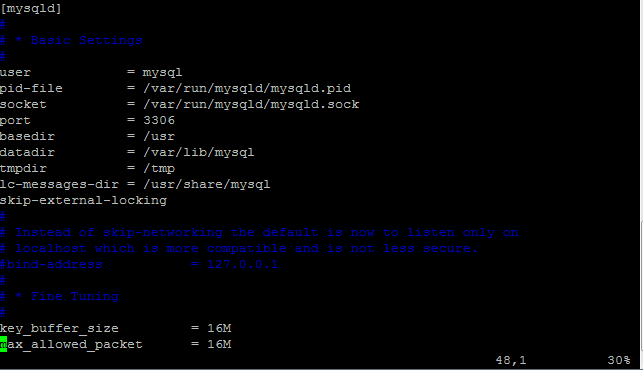 [mysqld]
#
# * Basic Settings
#
user = mysql
pid-file = /var/run/mysqld/mysqld.pid
socket = /var/run/mysqld/mysqld.sock
port = 3306
basedir = /usr
datadir = /var/lib/mysql
tmpdir = /tmp
lc-messages-dir = /usr/share/mysql
skip-external-locking
#
# Instead of skip-networking the default is now to listen only on
# localhost which is more compatible and is not less secure.
#bind-address = 127.0.0.1
#
# * Fine Tuning
#
key_buffer_size = 16M
max_allowed_packet = 16M
48,1 30%